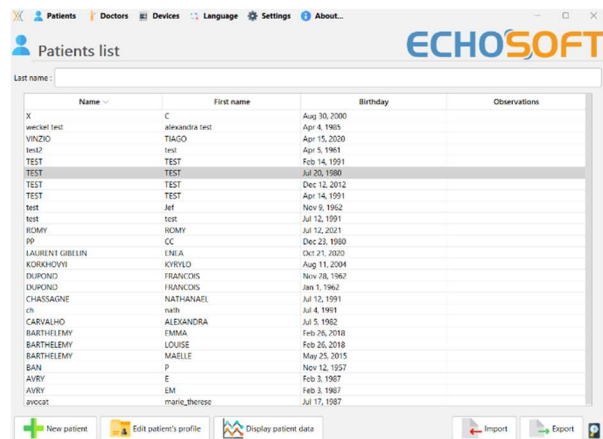 Patients Doctors Devices Language Settings About...
Patients list
ECHOSOFT
Last name :
Name First name Birthday Observations
X C Aug 30, 2000
weckel test alexandra test Apr 4, 1985
VINZIO TIAGO Apr 15, 2020
test2 test Apr 5, 1961
TEST TEST Feb 14, 1991
TEST TEST Jul 20, 1980
TEST TEST Dec 12, 2012
TEST TEST Apr 14, 1991
test Jef Nov 9, 1962
test test Jul 12, 1991
ROMY ROMY Jul 12, 2021
PP CC Dec 23, 1980
LAURENT GIBELIN ENEA Oct 21, 2020
KORKHOVYI KYRYLO Aug 11, 2004
DUPOND FRANCOIS Nov 28, 1962
DUPOND FRANCOIS Jan 1, 1962
CHASSAGNE NATHANAEL Jul 12, 1991
ch nath Jul 4, 1991
CARVALHO ALEXANDRA Jul 5, 1982
BARTHELEMY EMMA Feb 26, 2018
BARTHELEMY LOUISE Feb 26, 2018
BARTHELEMY MAELLE May 25, 2015
BAN P Nov 12, 1957
AVRY E Feb 3, 1987
AVRY EM Feb 3, 1987
avocat marie_therese Jul 17, 1987
New patient Edit patient's profile Display patient data Import Export